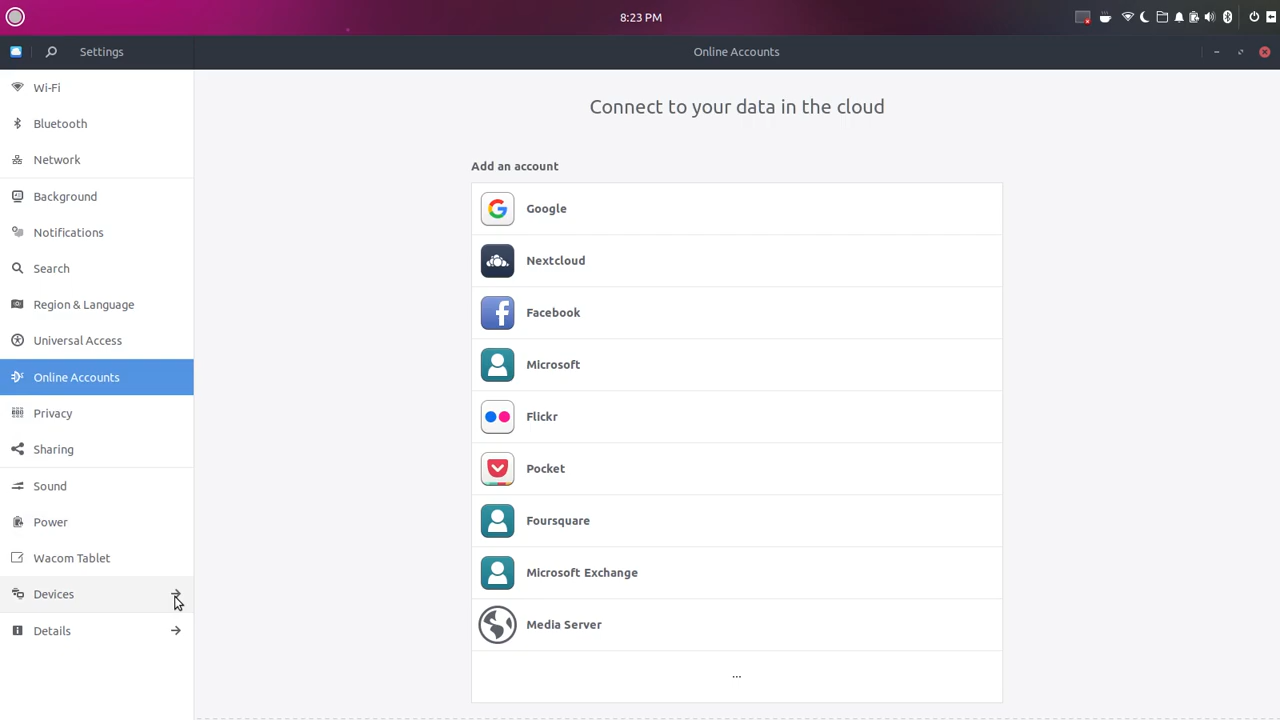 8:23 PM
Settings
Online Accounts
Wi-Fi
Bluetooth
Network
Background
Notifications
Search
Region & Language
Universal Access
Online Accounts
Privacy
Sharing
Sound
Power
Wacom Tablet
Devices
Details
Connect to your data in the cloud
Add an account
Google
Nextcloud
Facebook
Microsoft
Flickr
Pocket
Foursquare
Microsoft Exchange
Media Server
...